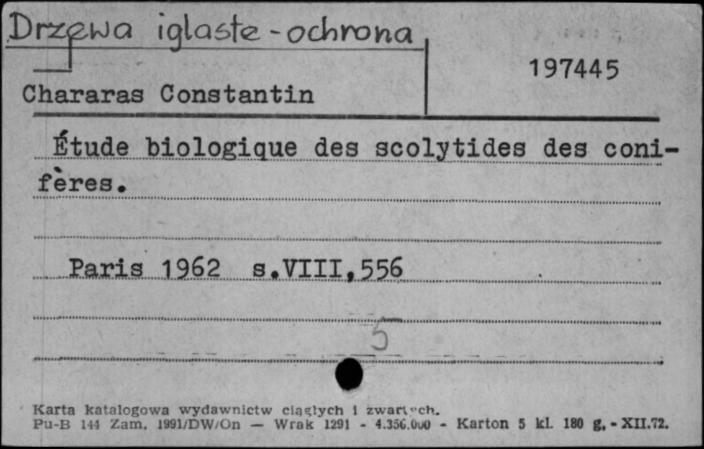 Drzewa iglaste - ochrona
197445
Chararas Constantin
Étude biologique des scolytides des coni-
fères.
Paris 1962 s.VIII,556
5
Karta katalogowa wydawnictw ciągłych i zwartych.
Pu-B 144 Zam. 1991/DW/On — Wrak 1291 - 4.356.000 - Karton 5 kl. 180 g. - XII.72.